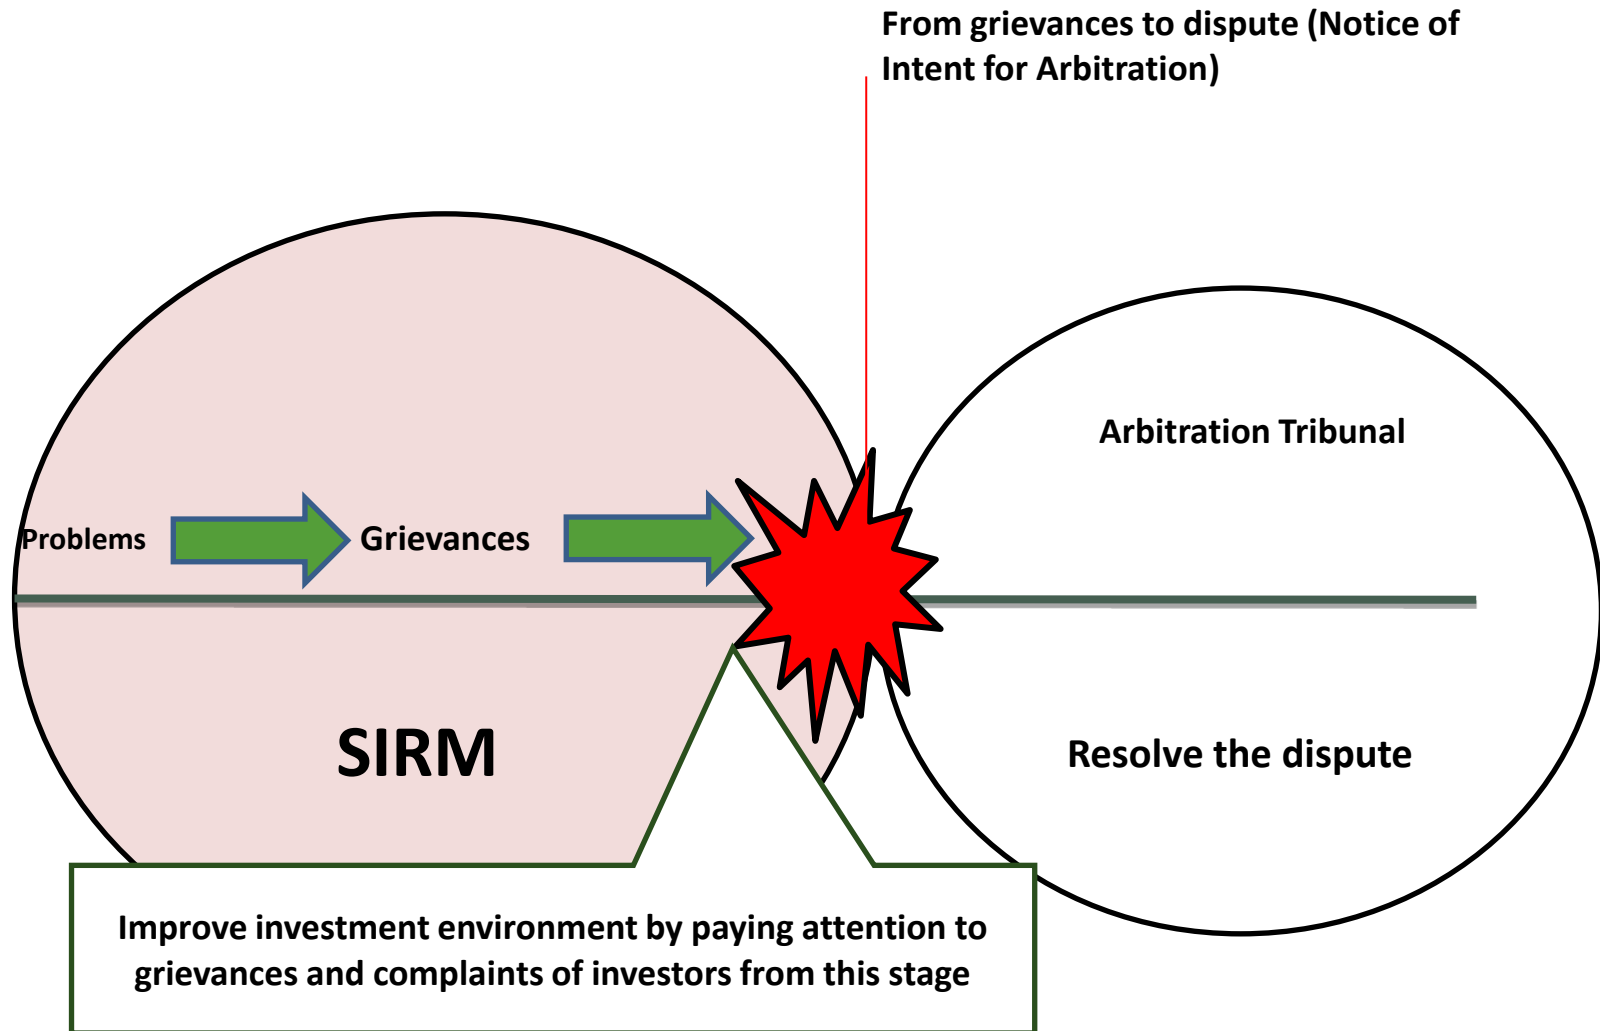 From grievances to dispute (Notice of
Intent for Arbitration)
Arbitration Tribunal
Problems
Grievances
SIRM
Resolve the dispute
Improve investment environment by paying attention to
grievances and complaints of investors from this stage